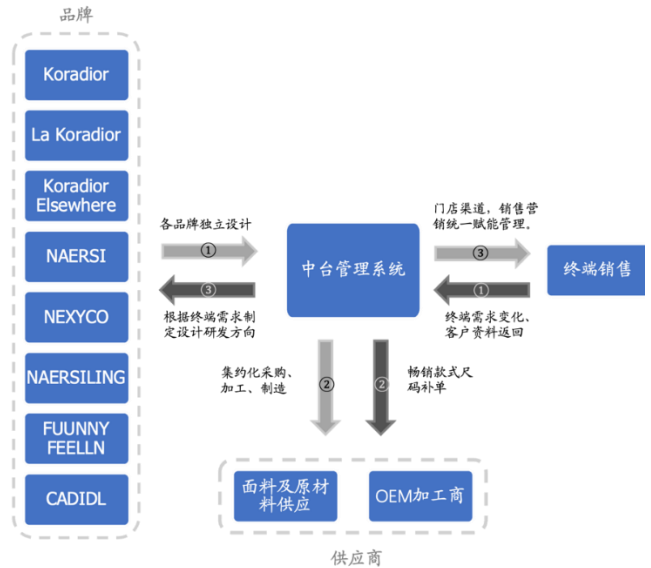 品牌
Koradior
La Koradior
Koradior
Elsewhere
NAERSI
NEXYCO
NAERSILING
FUUNNY
FEELLN
CADIDL
各品牌独立设计
①
③
根据终端需求制
定设计研发方向
中台管理系统
门店渠道，销售营
销统一赋能管理。
③
①
终端需求变化、
客户资料返回
终端销售
集约化采购、
加工、制造
②
②
畅销款式尺
码补单
面料及原材
料供应
OEM加工商
供应商